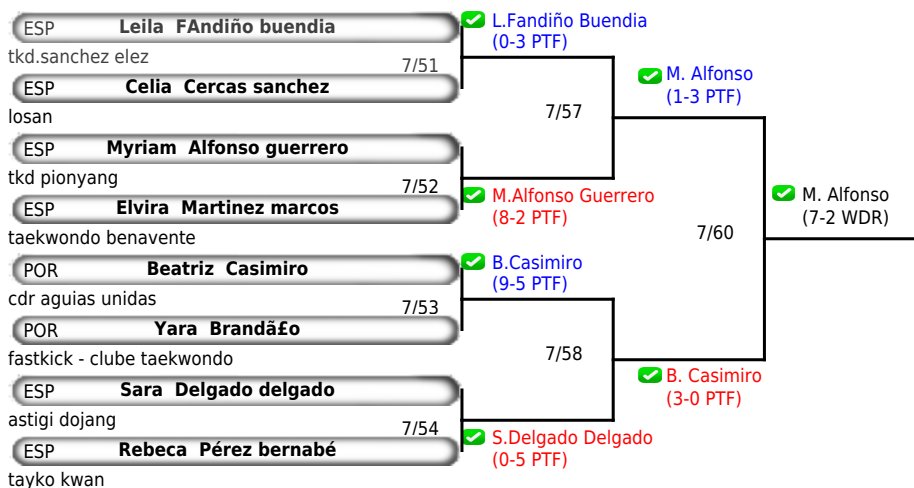 ESP Leila  FAndiño buendia
tkd.sanchez elez
7/51
ESP Celia  Cercas sanchez
losan
ESP Myriam  Alfonso guerrero
tkd pionyang
7/52
ESP Elvira  Martinez marcos
taekwondo benavente
POR Beatriz  Casimiro
cdr aguias unidas
7/53
POR Yara  Brandã£o
fastkick - clube taekwondo
ESP Sara  Delgado delgado
astigi dojang
7/54
ESP Rebeca  Pérez bernabé
tayko kwan
L.Fandiño Buendia
(0-3 PTF)
7/57
M.Alfonso Guerrero
(8-2 PTF)
B.Casimiro
(9-5 PTF)
7/58
S.Delgado Delgado
(0-5 PTF)
M. Alfonso
(1-3 PTF)
7/60
B. Casimiro
(3-0 PTF)
M. Alfonso
(7-2 WDR)